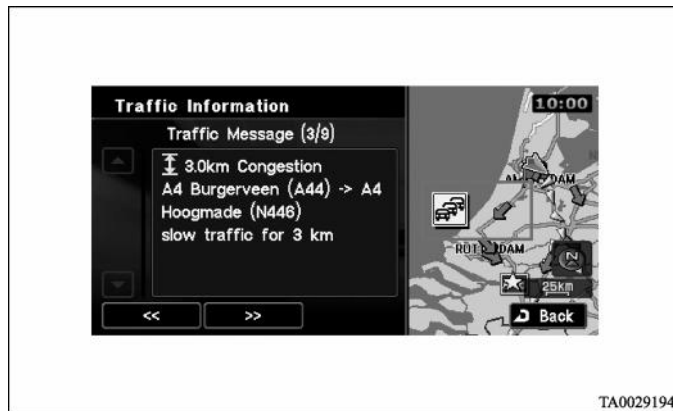 Traffic Information
10:00
Traffic Message (3/9)
3.0km Congestion
A4 Burgerveen (A44) -> A4
Hoogmade (N446)
slow traffic for 3 km
<< >>
25km
Back
TA0029194